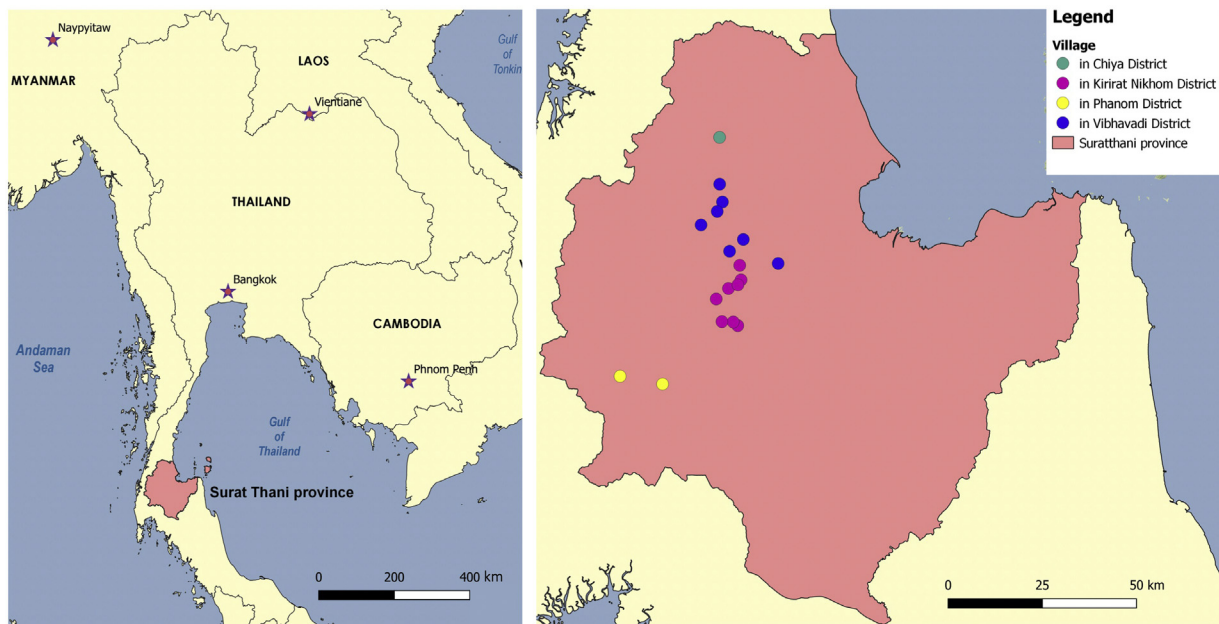 Naypyitaw
MYANMAR
LAOS
Gulf
of
Tonkin
Vientiane
THAILAND
Bangkok
CAMBODIA
Phnom Penh
Andaman
Sea
Gulf
of
Thailand
Surat Thani province
0 200 400 km
Legend
Village
in Chiya District
in Kirirat Nikhom District
in Phanom District
in Vibhavadi District
Suratthani province
0 25 50 km